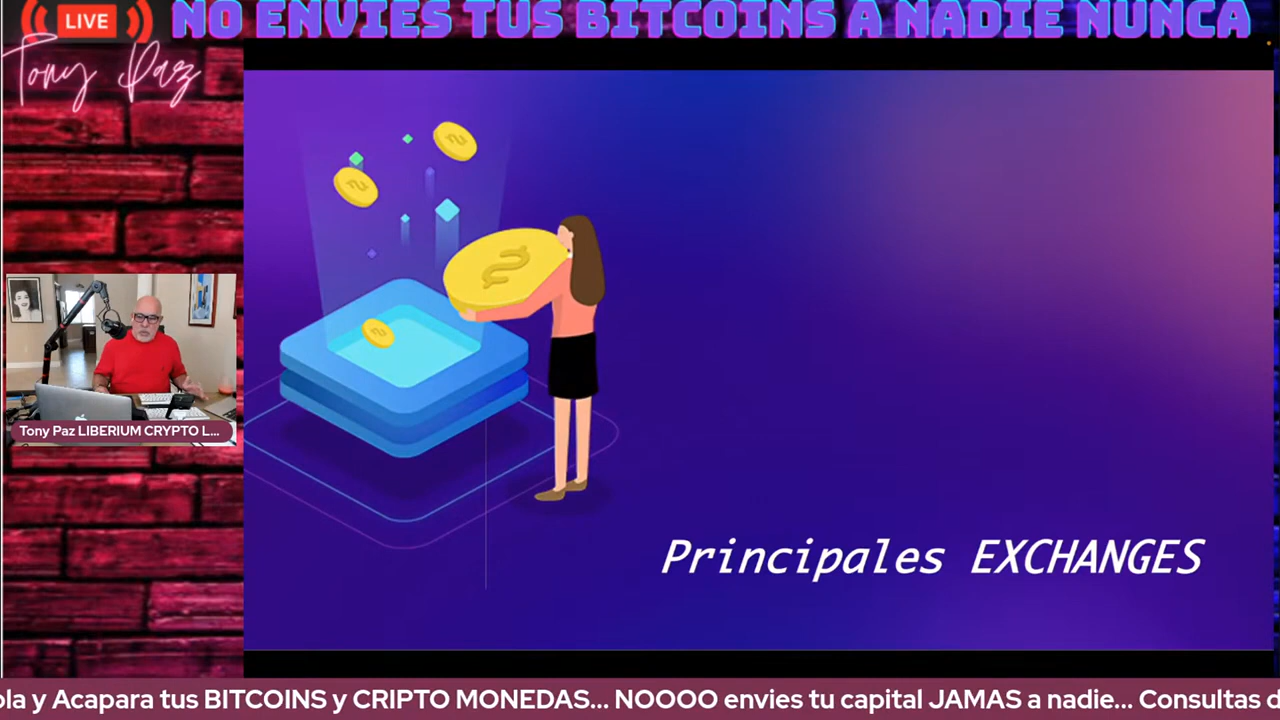 LIVE
NO ENVIES TUS BITCOINS A NADIE NUNCA
Tony Paz
Tony Paz LIBERIUM CRYPTO L...
Principales EXCHANGES
y Acapara tus BITCOINS y CRIPTO MONEDAS... NOOOO envies tu capital JAMAS a nadie... Consultas